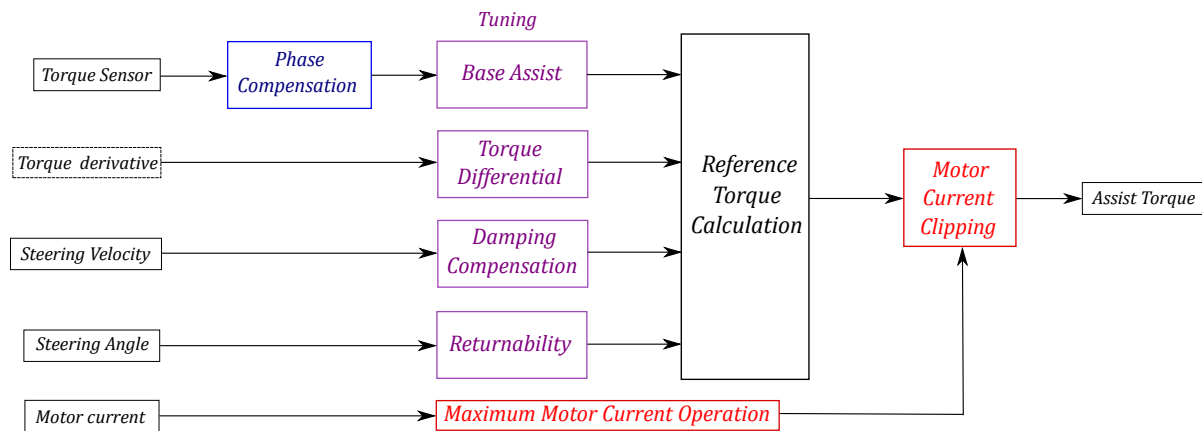 Tuning
Torque Sensor
Phase
Compensation
Base Assist
Torque derivative
Torque
Differential
Reference
Torque
Calculation
Motor
Current
Clipping
Assist Torque
Steering Velocity
Damping
Compensation
Steering Angle
Returnability
Motor current
Maximum Motor Current Operation